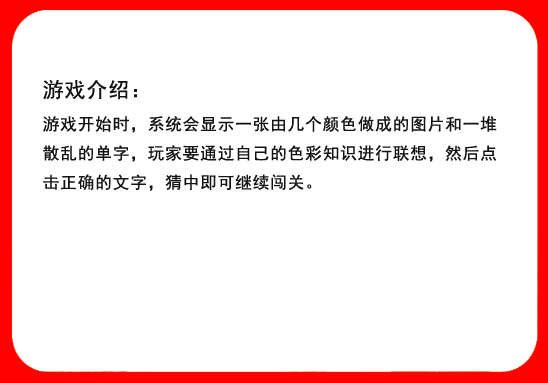 游戏介绍：
游戏开始时，系统会显示一张由几个颜色做成的图片和一堆
散乱的单字，玩家要通过自己的色彩知识进行联想，然后点
击正确的文字，猜中即可继续闯关。